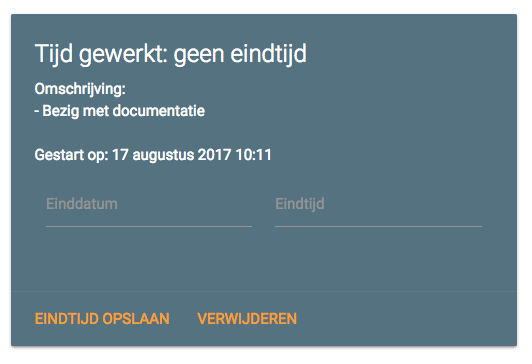 Tijd gewerkt: geen eindtijd
Omschrijving:
- Bezig met documentatie
Gestart op: 17 augustus 2017 10:11
Einddatum Eindtijd
EINDTIJD OPSLAAN VERWIJDEREN